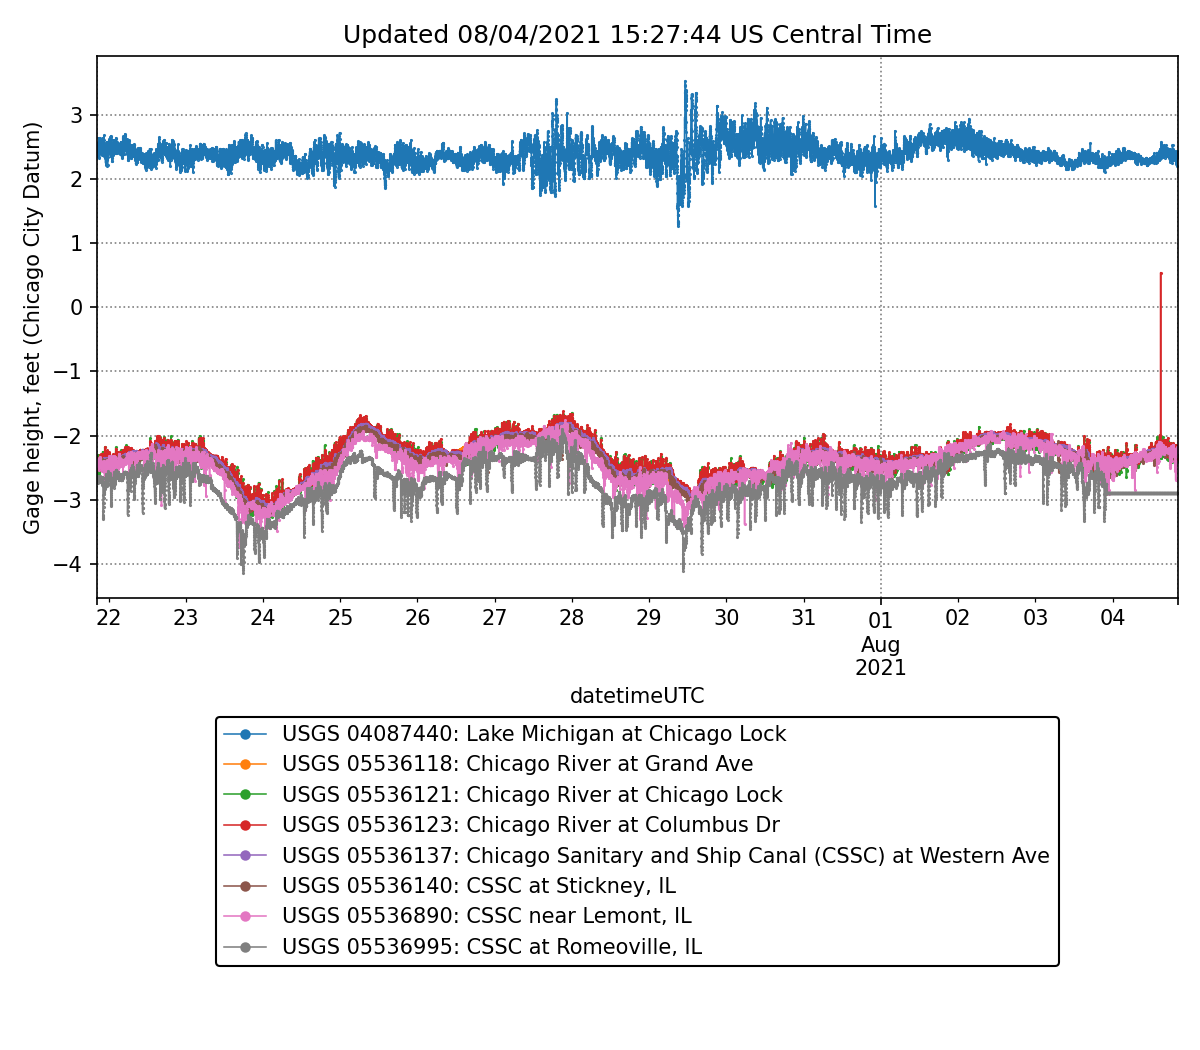 Updated 08/04/2021 15:27:44 US Central Time
Gage height, feet (Chicago City Datum)
3
2
1
0
−1
−2
−3
−4
22 23 24 25 26 27 28 29 30 31 01 02 03 04
Aug
2021
datetimeUTC
USGS 04087440: Lake Michigan at Chicago Lock
USGS 05536118: Chicago River at Grand Ave
USGS 05536121: Chicago River at Chicago Lock
USGS 05536123: Chicago River at Columbus Dr
USGS 05536137: Chicago Sanitary and Ship Canal (CSSC) at Western Ave
USGS 05536140: CSSC at Stickney, IL
USGS 05536890: CSSC near Lemont, IL
USGS 05536995: CSSC at Romeoville, IL